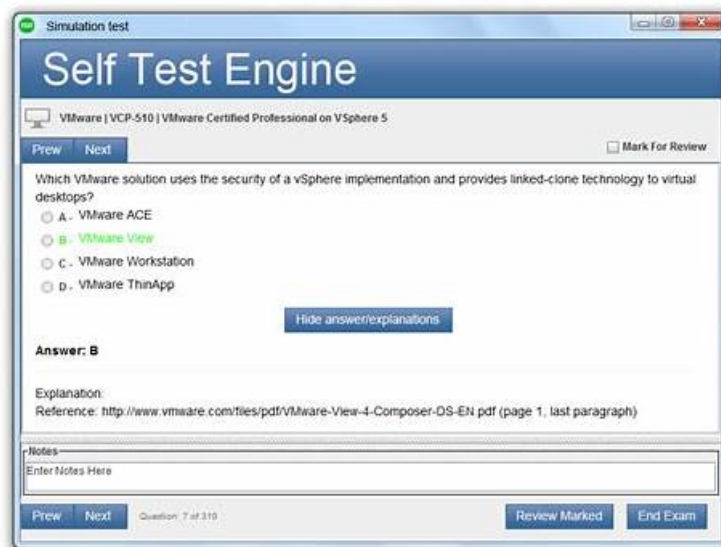 Simulation test
Self Test Engine
VMware | VCP-510 | VMware Certified Professional on VSphere 5
Prew Next Mark For Review
Which VMware solution uses the security of a vSphere implementation and provides linked-clone technology to virtual
desktops?
A. VMware ACE
B. VMware View
C. VMware Workstation
D. VMware ThinApp
Hide answer/explanations
Answer: B
Explanation:
Reference: http://www.vmware.com/files/pdf/VMware-View-4-Composer-DS-EN.pdf (page 1, last paragraph)
Notes
Enter Notes Here
Prew Next Question: 7 of 319 Review Marked End Exam